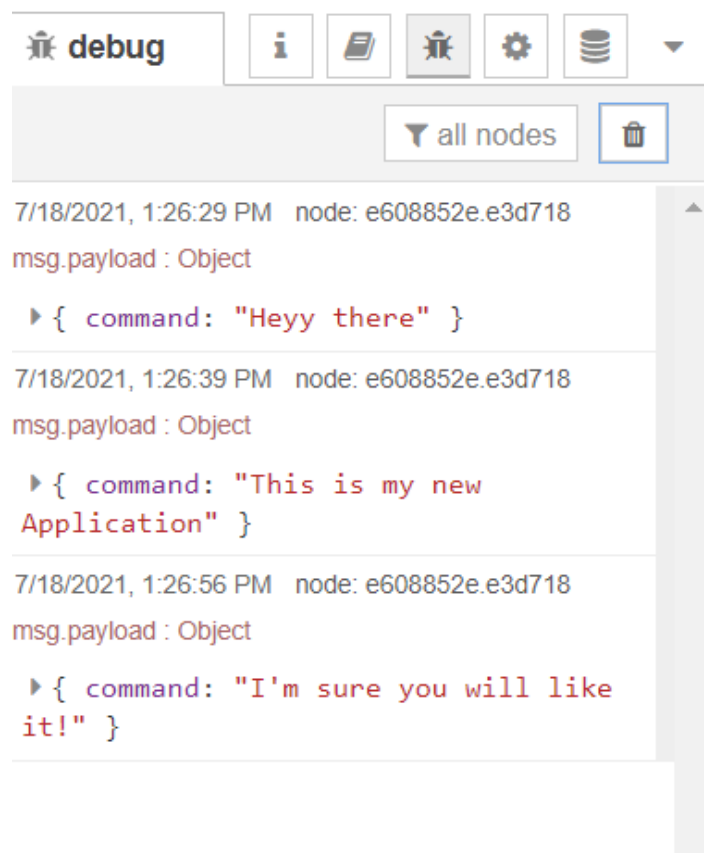 debug
i
all nodes
7/18/2021, 1:26:29 PM node: e608852e.e3d718
msg.payload : Object
{ command: "Heyy there" }
7/18/2021, 1:26:39 PM node: e608852e.e3d718
msg.payload : Object
{ command: "This is my new
Application" }
7/18/2021, 1:26:56 PM node: e608852e.e3d718
msg.payload : Object
{ command: "I'm sure you will like
it!" }